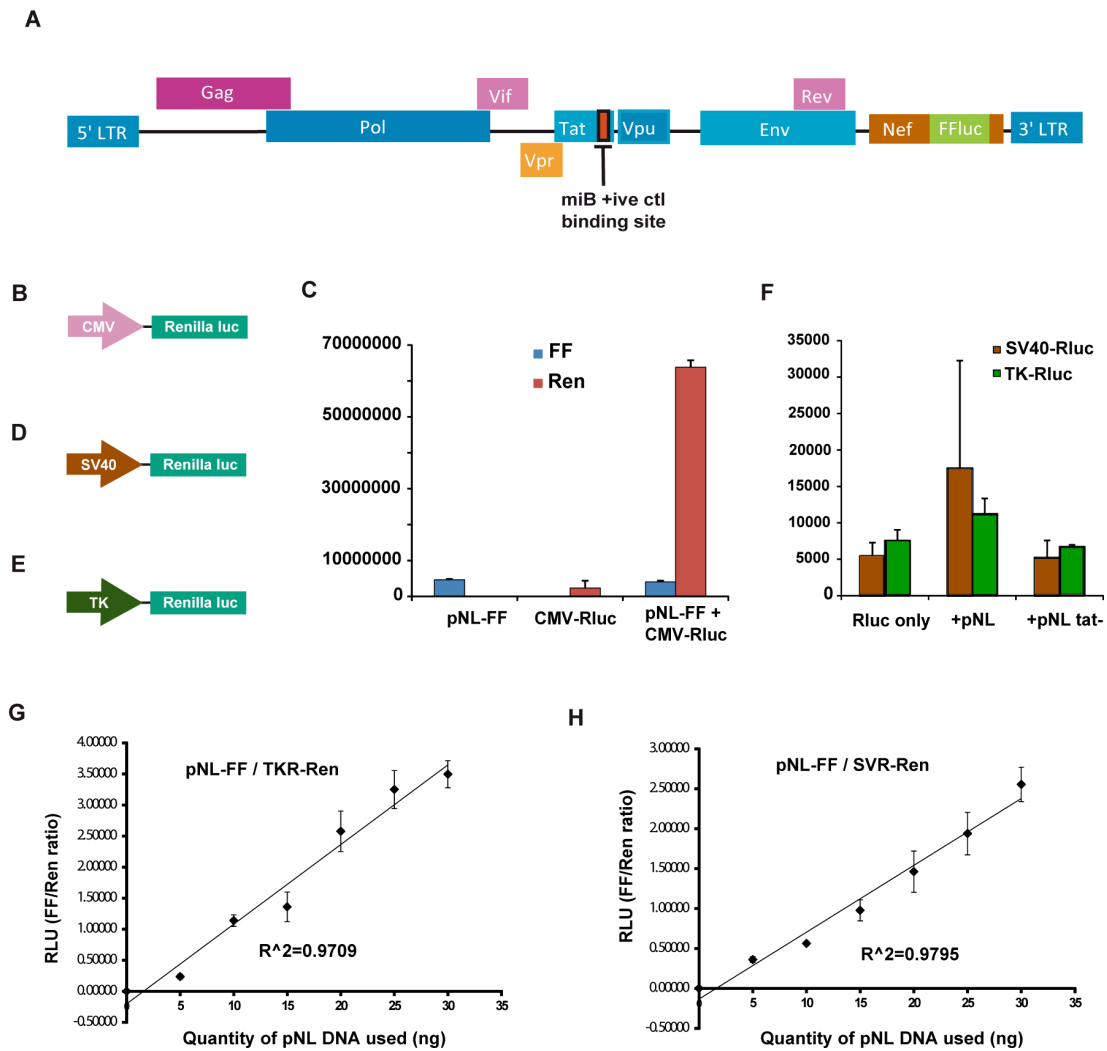 A
Gag
Vif
Rev
5' LTR
Pol
Tat
Vpu
Env
Nef
FFluc
3' LTR
Vpr
miB +ive ctl
binding site
B
CMV
Renilla luc
C
70000000
50000000
30000000
10000000
0
FF
Ren
pNL-FF
CMV-Rluc
pNL-FF +
CMV-Rluc
D
SV40
Renilla luc
E
TK
Renilla luc
F
35000
30000
25000
20000
15000
10000
5000
0
SV40-Rluc
TK-Rluc
Rluc only
+pNL
+pNL tat-
G
RLU (FF/Ren ratio)
4.00000
3.50000
3.00000
2.50000
2.00000
1.50000
1.00000
0.50000
0.00000
-0.50000
pNL-FF / TKR-Ren
R^2=0.9709
0 5 10 15 20 25 30 35
Quantity of pNL DNA used (ng)
H
RLU (FF/Ren ratio)
3.00000
2.50000
2.00000
1.50000
1.00000
0.50000
0.00000
-0.50000
pNL-FF / SVR-Ren
R^2=0.9795
0 5 10 15 20 25 30 35
Quantity of pNL DNA used (ng)